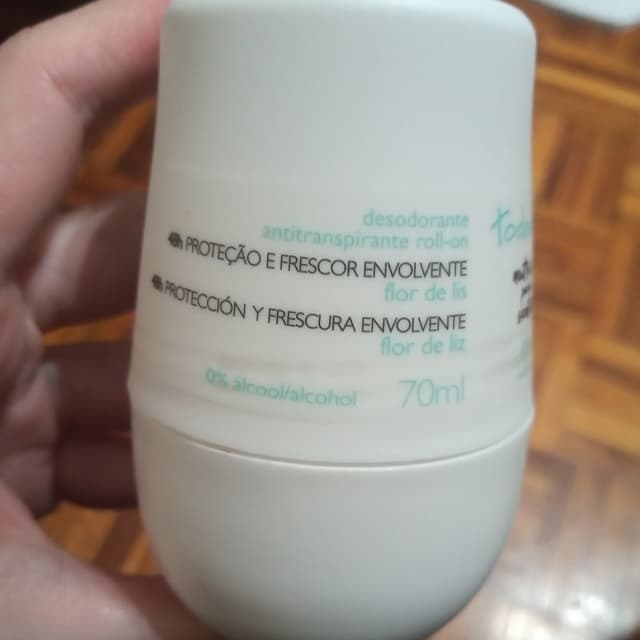 desodorante
antitranspirante roll-on
48h PROTEÇÃO E FRESCOR ENVOLVENTE
flor de lis
48h PROTECCIÓN Y FRESCURA ENVOLVENTE
flor de liz
0% alcool/alcohol 70ml